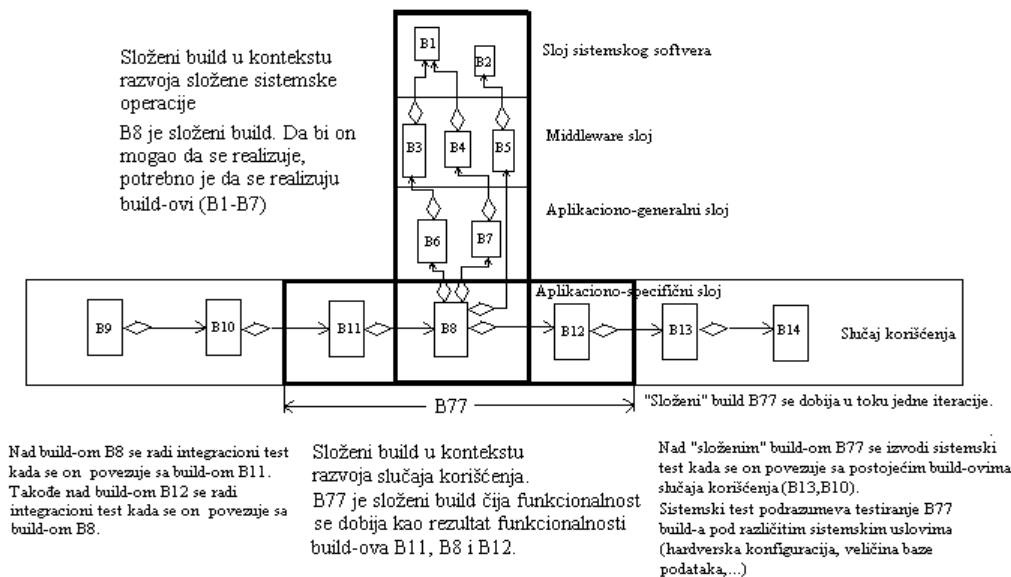 Složeni build u kontekstu
razvoja složene sistemske
operacije
B8 je složeni build. Da bi on
mogao da se realizuje,
potrebno je da se realizuju
build-ovi (B1-B7)
B1
B2
Sloj sistemskog softvera
B3
B4
B5
Middleware sloj
B6
B7
Aplikaciono-generalni sloj
Aplikaciono-specifični sloj
B9
B10
B11
B8
B12
B13
B14
Slučaj korišćenja
B77
"Složeni" build B77 se dobija u toku jedne iteracije.
Nad build-om B8 se radi integracioni test
kada se on povezuje sa build-om B11.
Takođe nad build-om B12 se radi
integracioni test kada se on povezuje sa
build-om B8.
Složeni build u kontekstu
razvoja slučaja korišćenja.
B77 je složeni build čija funkcionalnost
se dobija kao rezultat funkcionalnosti
build-ova B11, B8 i B12.
Nad "složenim" build-om B77 se izvodi sistemski
test kada se on povezuje sa postojećim build-ovima
slučaja korišćenja (B13,B10).
Sistemski test podrazumeva testiranje B77
build-a pod različitim sistemskim uslovima
(hardverska konfiguracija, veličina baze
podataka,...)